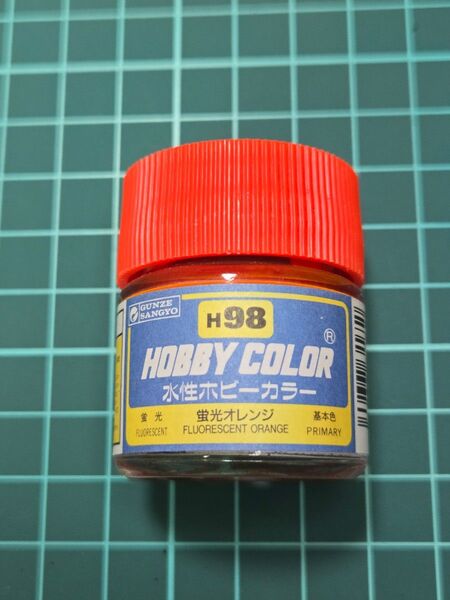 GUNZE
SANGYO
H98
HOBBY COLOR®
水性ホビーカラー
蛍光 蛍光オレンジ 基本色
FLUORESCENT FLUORESCENT ORANGE PRIMARY